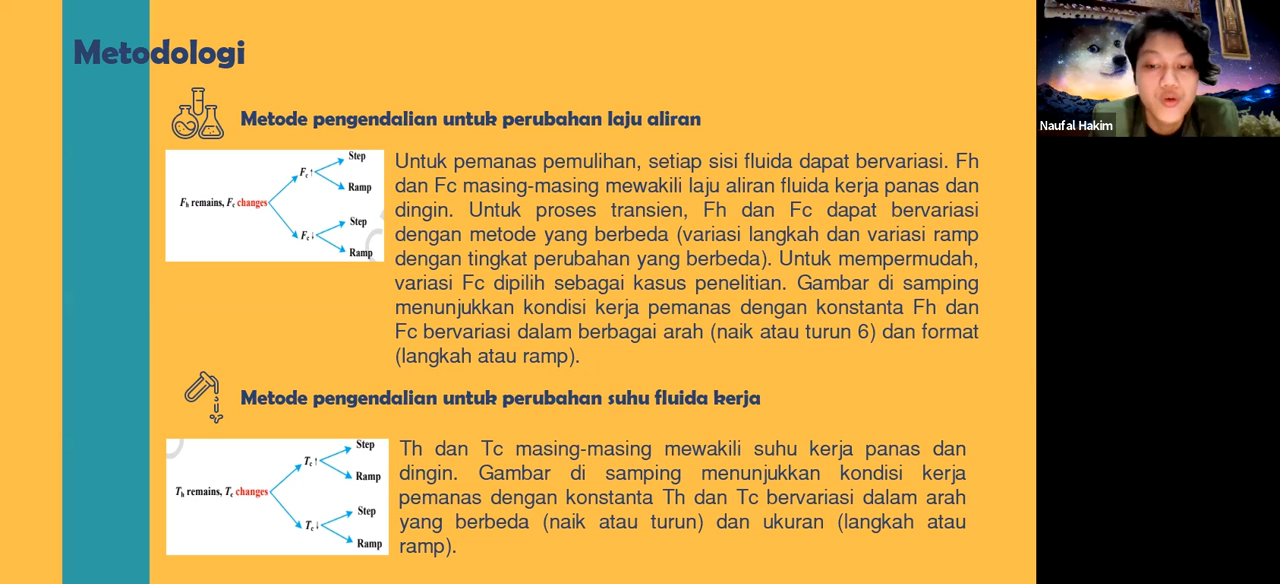 Metodologi
Metode pengendalian untuk perubahan laju aliran
Fh remains, Fc changes
Fc↑
Step
Ramp
Fc↓
Step
Ramp
Untuk pemanas pemulihan, setiap sisi fluida dapat bervariasi. Fh
dan Fc masing-masing mewakili laju aliran fluida kerja panas dan
dingin. Untuk proses transien, Fh dan Fc dapat bervariasi
dengan metode yang berbeda (variasi langkah dan variasi ramp
dengan tingkat perubahan yang berbeda). Untuk mempermudah,
variasi Fc dipilih sebagai kasus penelitian. Gambar di samping
menunjukkan kondisi kerja pemanas dengan konstanta Fh dan
Fc bervariasi dalam berbagai arah (naik atau turun 6) dan format
(langkah atau ramp).
Metode pengendalian untuk perubahan suhu fluida kerja
Th remains, Tc changes
Tc↑
Step
Ramp
Tc↓
Step
Ramp
Th dan Tc masing-masing mewakili suhu kerja panas dan
dingin. Gambar di samping menunjukkan kondisi kerja
pemanas dengan konstanta Th dan Tc bervariasi dalam arah
yang berbeda (naik atau turun) dan ukuran (langkah atau
ramp).
Naufal Hakim